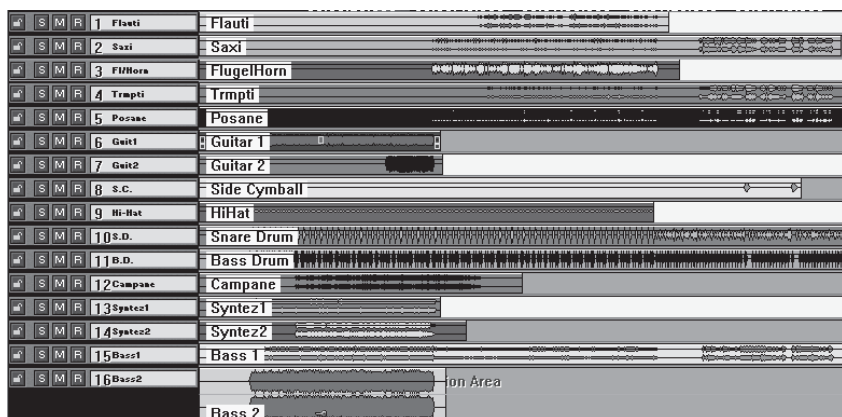 S M R 1 Flauti Flauti
S M R 2 Saxi Saxi
S M R 3 Fl/Horn FlugelHorn
S M R 4 Trmpti Trmpti
S M R 5 Posane Posane
S M R 6 Guit1 Guitar 1
S M R 7 Guit2 Guitar 2
S M R 8 S.C. Side Cymball
S M R 9 Hi-Hat HiHat
S M R 10 S.D. Snare Drum
S M R 11 B.D. Bass Drum
S M R 12 Campane Campane
S M R 13 Syntez1 Syntez1
S M R 14 Syntez2 Syntez2
S M R 15 Bass1 Bass 1
S M R 16 Bass2 ion Area
Bass 2